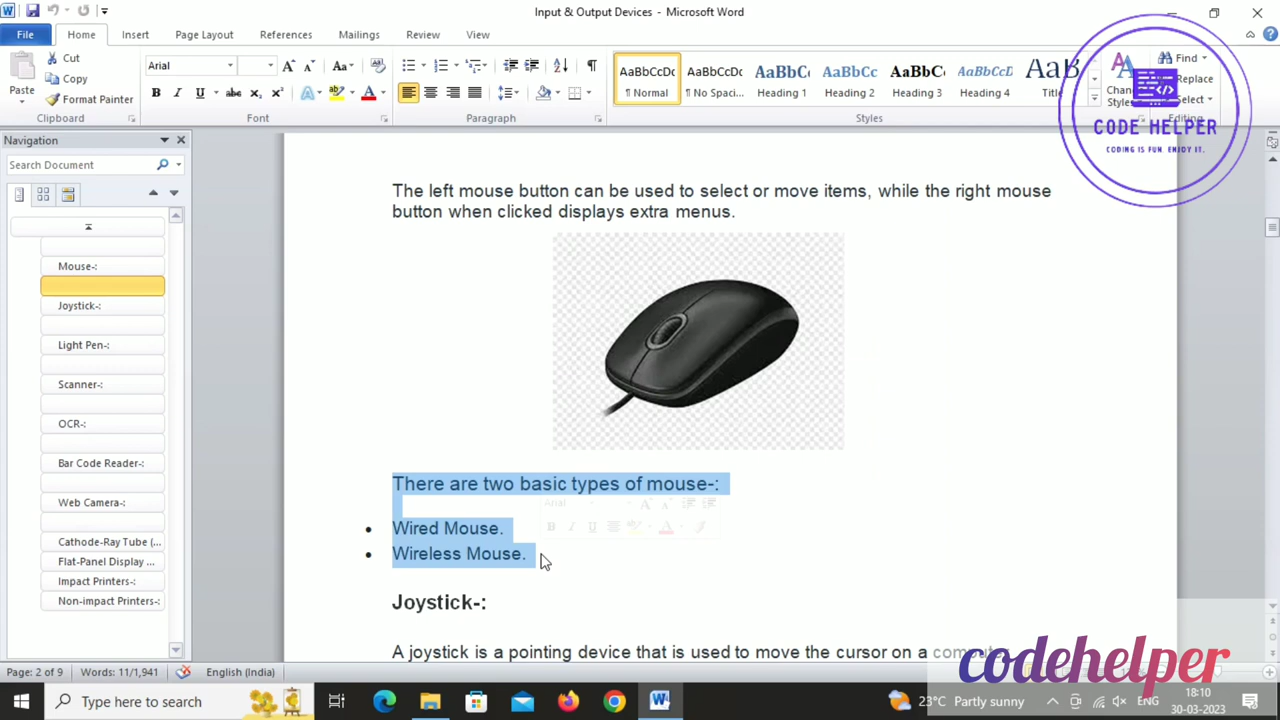 Input & Output Devices - Microsoft Word
File Home Insert Page Layout References Mailings Review View
Paste
Cut
Copy
Format Painter
Clipboard
Arial
Font
Paragraph
AaBbCcDc AaBbCcDc AaBbC AaBbCc AaBbCc AaBbCcD AaB
¶ Normal ¶ No Spaci... Heading 1 Heading 2 Heading 3 Heading 4 Title
Styles
Find
Replace
Select
Editing
CODE HELPER
CODING IS FUN. ENJOY IT.
Navigation
Search Document
Mouse-:
Joystick-:
Light Pen-:
Scanner-:
OCR-:
Bar Code Reader-:
Web Camera-:
Cathode-Ray Tube (...
Flat-Panel Display ...
Impact Printers-:
Non-impact Printers-:
The left mouse button can be used to select or move items, while the right mouse
button when clicked displays extra menus.
There are two basic types of mouse-:
• Wired Mouse.
• Wireless Mouse.
Joystick-:
A joystick is a pointing device that is used to move the cursor on a
codehelper
Page: 2 of 9 Words: 11/1,941 English (India)
Type here to search
23°C Partly sunny
ENG
18:10
30-03-2023